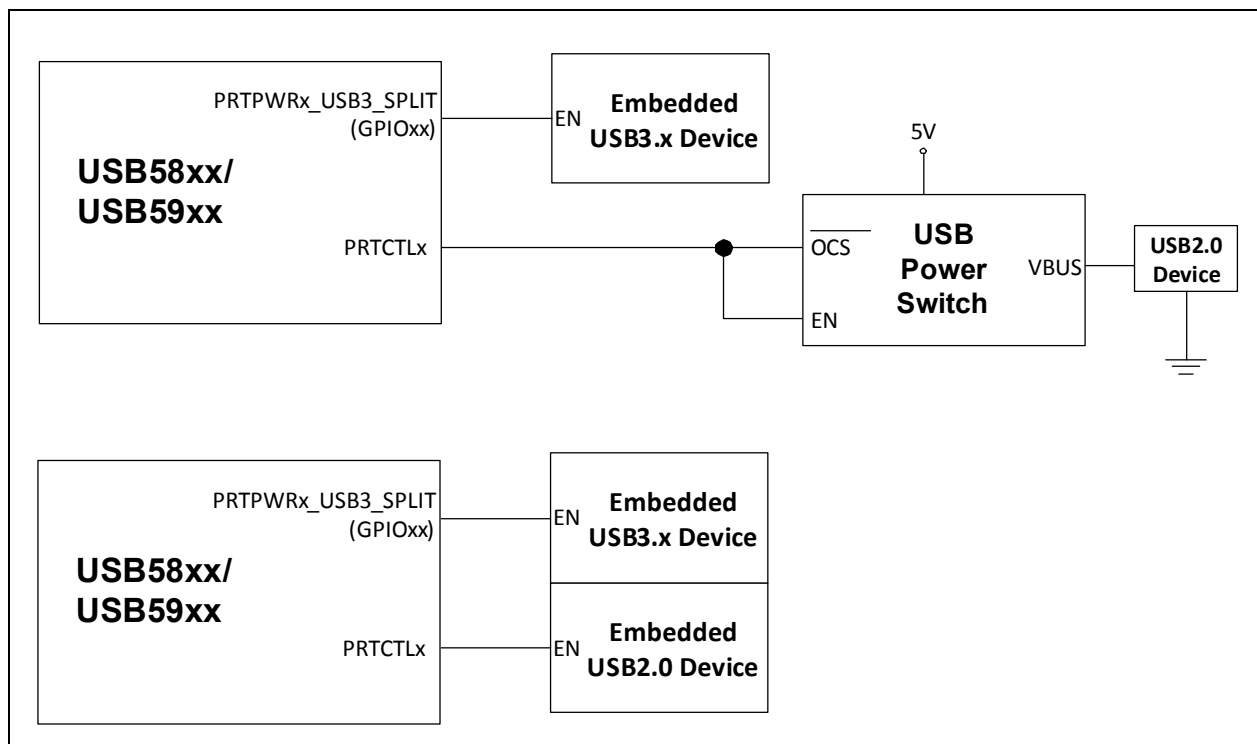 PRTPWRx_USB3_SPLIT
(GPIOxx)
USB58xx/
USB59xx
PRTCTLx
EN
Embedded
USB3.x Device
5V
OCS
EN
USB
Power
Switch
VBUS
USB2.0
Device
PRTPWRx_USB3_SPLIT
(GPIOxx)
USB58xx/
USB59xx
PRTCTLx
EN
Embedded
USB3.x Device
EN
Embedded
USB2.0 Device